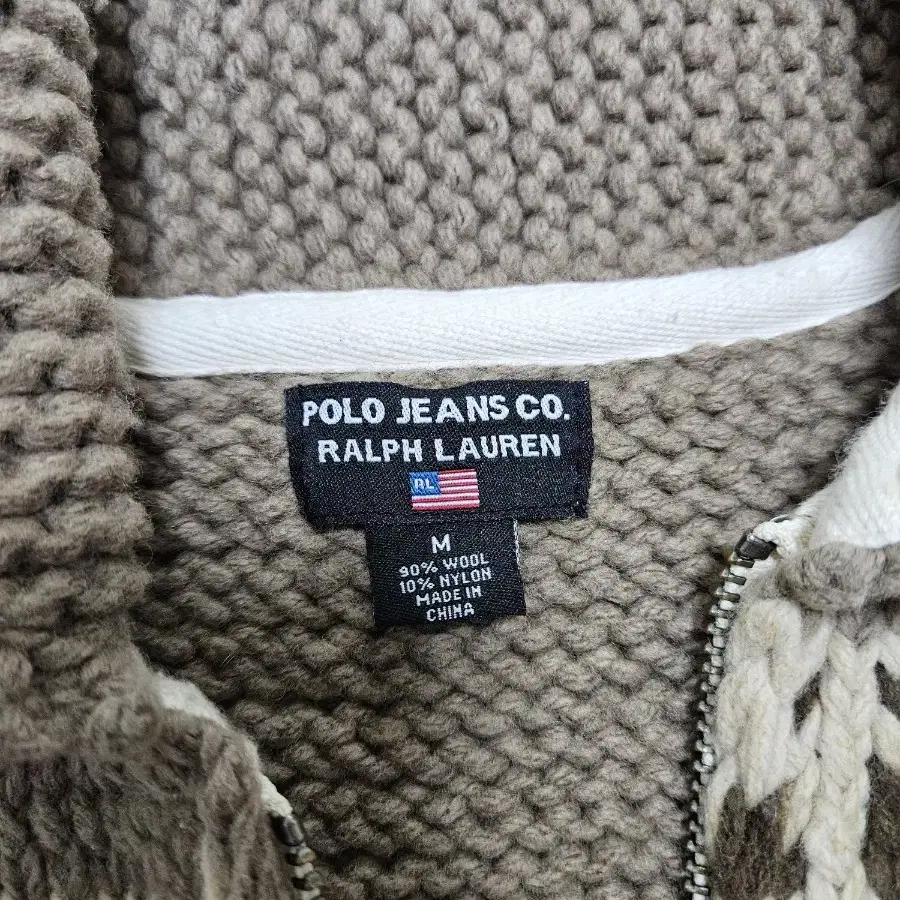 POLO JEANS CO.
RALPH LAUREN
RL
M
90% WOOL
10% NYLON
MADE IN
CHINA